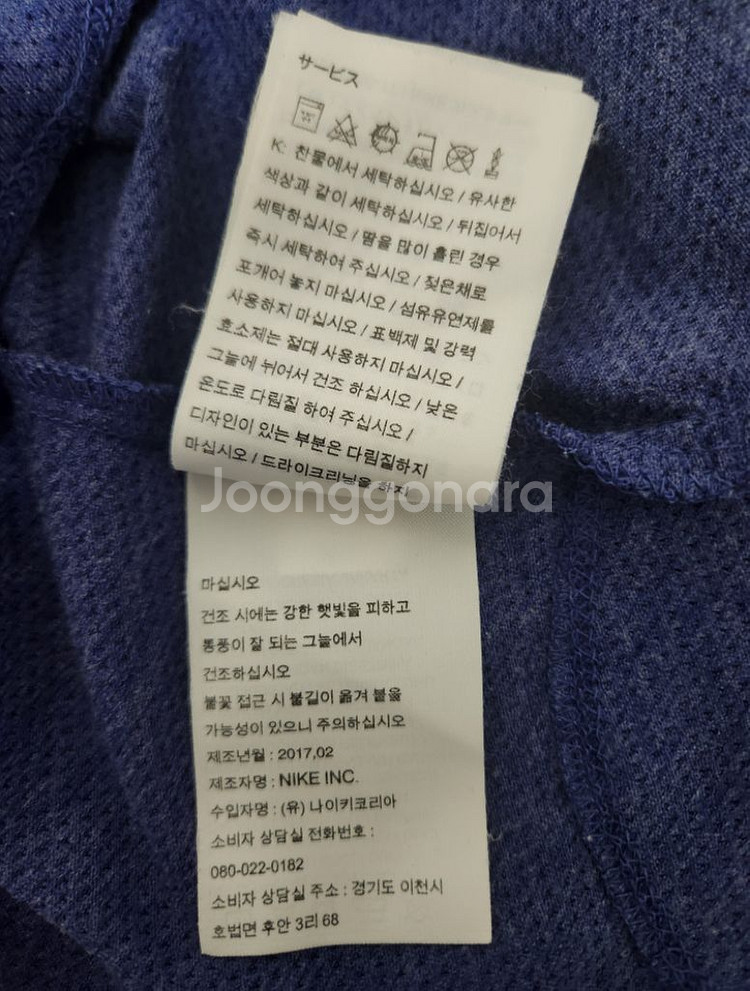 サービス
K: 찬물에서 세탁하십시오 / 유사한
색상과 같이 세탁하십시오 / 뒤집어서
세탁하십시오 / 땀을 많이 흘린 경우
즉시 세탁하여 주십시오 / 젖은채로
포개어 놓지 마십시오 / 섬유유연제를
사용하지 마십시오 / 표백제 및 강력
효소제는 절대 사용하지 마십시오 /
그늘에 뉘어서 건조 하십시오 / 낮은
온도로 다림질 하여 주십시오 /
디자인이 있는 부분은 다림질하지
마십시오 / 드라이크리닝을 하지
Joonggonara
마십시오
건조 시에는 강한 햇빛을 피하고
통풍이 잘 되는 그늘에서
건조하십시오
불꽃 접근 시 불길이 옮겨 붙을
가능성이 있으니 주의하십시오
제조년월 : 2017,02
제조자명 : NIKE INC.
수입자명 : (유) 나이키코리아
소비자 상담실 전화번호 :
080-022-0182
소비자 상담실 주소 : 경기도 이천시
호법면 후안 3리 68